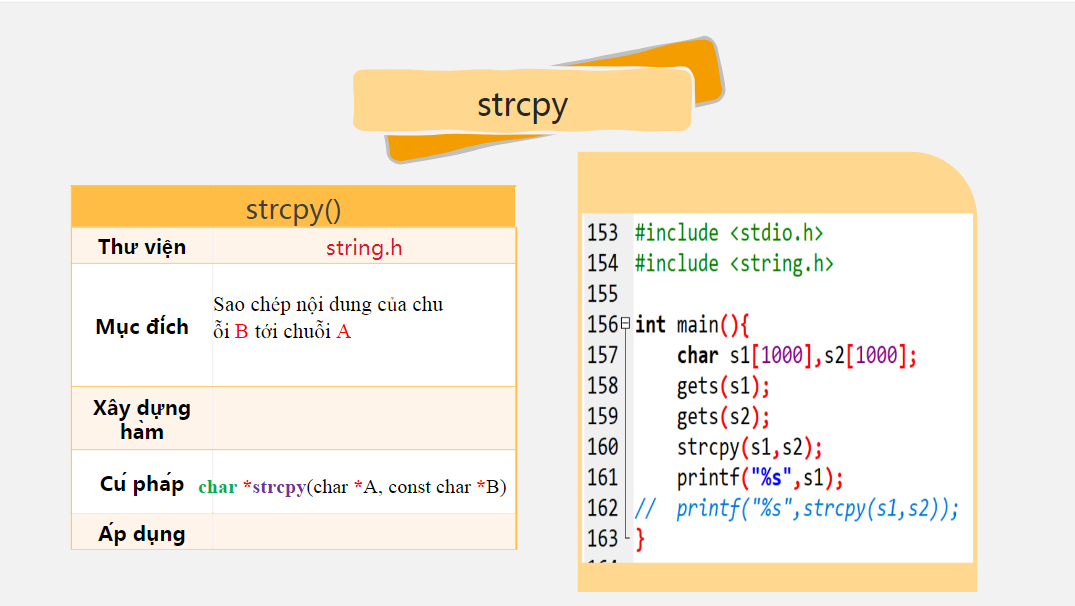 strcpy
strcpy()
Thư viện string.h
Mục đích
Sao chép nội dung của chu
ỗi B tới chuỗi A
Xây dựng
hàm
Cú pháp char *strcpy(char *A, const char *B)
Áp dụng
153 #include <stdio.h>
154 #include <string.h>
155
156 int main(){
157 char s1[1000],s2[1000];
158 gets(s1);
159 gets(s2);
160 strcpy(s1,s2);
161 printf("%s",s1);
162 // printf("%s",strcpy(s1,s2));
163 }